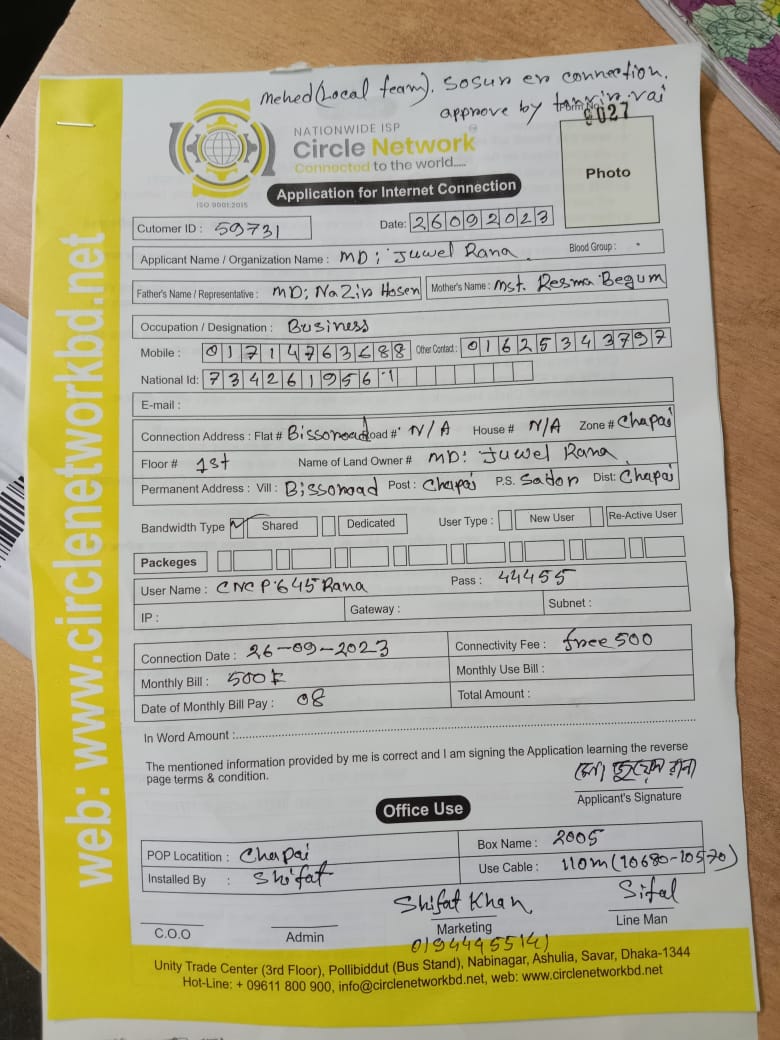 Mehed (Local team). Sosur er connection.
approve by tanvir vai
Form No
9027
NATIONWIDE ISP
Circle Network
Connected to the world.....
ISO 9001:2015
Photo
Application for Internet Connection
Cutomer ID : 59731 Date: 26092023
Applicant Name / Organization Name : MD: Juwel Rana Blood Group :
Father's Name / Representative : MD: Nazir Hosen Mother's Name : Mst. Resma Begum
Occupation / Designation : Business
Mobile : 01714763688 Other Contact : 01625343797
National Id: 7342619561
E-mail :
Connection Address : Flat # Bissoroad Road # N/A House # N/A Zone # Chapai
Floor # 1st Name of Land Owner # MD: Juwel Rana
Permanent Address : Vill : Bissoroad Post : Chapai P.S. Sador Dist: Chapai
Bandwidth Type ✓ Shared Dedicated User Type : New User Re-Active User
Packeges
User Name : CNCP645Rana Pass : 44455
IP : Gateway : Subnet :
Connection Date : 26-09-2023 Connectivity Fee : free 500
Monthly Bill : 500 Monthly Use Bill :
Date of Monthly Bill Pay : 08 Total Amount :
In Word Amount :
The mentioned information provided by me is correct and I am signing the Application learning the reverse
page terms & condition.
মোঃ জুয়েল রানা
Applicant's Signature
Office Use
POP Locatition : Chapai Box Name : 2005
Installed By : Shifat Use Cable : 110m (10680-10570)
Shifat Khan Sifat
C.O.O Admin Marketing Line Man
Unity Trade Center (3rd Floor), Pollibiddut (Bus Stand), Nabinagar, Ashulia, Savar, Dhaka-1344
Hot-Line: + 09611 800 900, info@circlenetworkbd.net, web: www.circlenetworkbd.net
web: www.circlenetworkbd.net